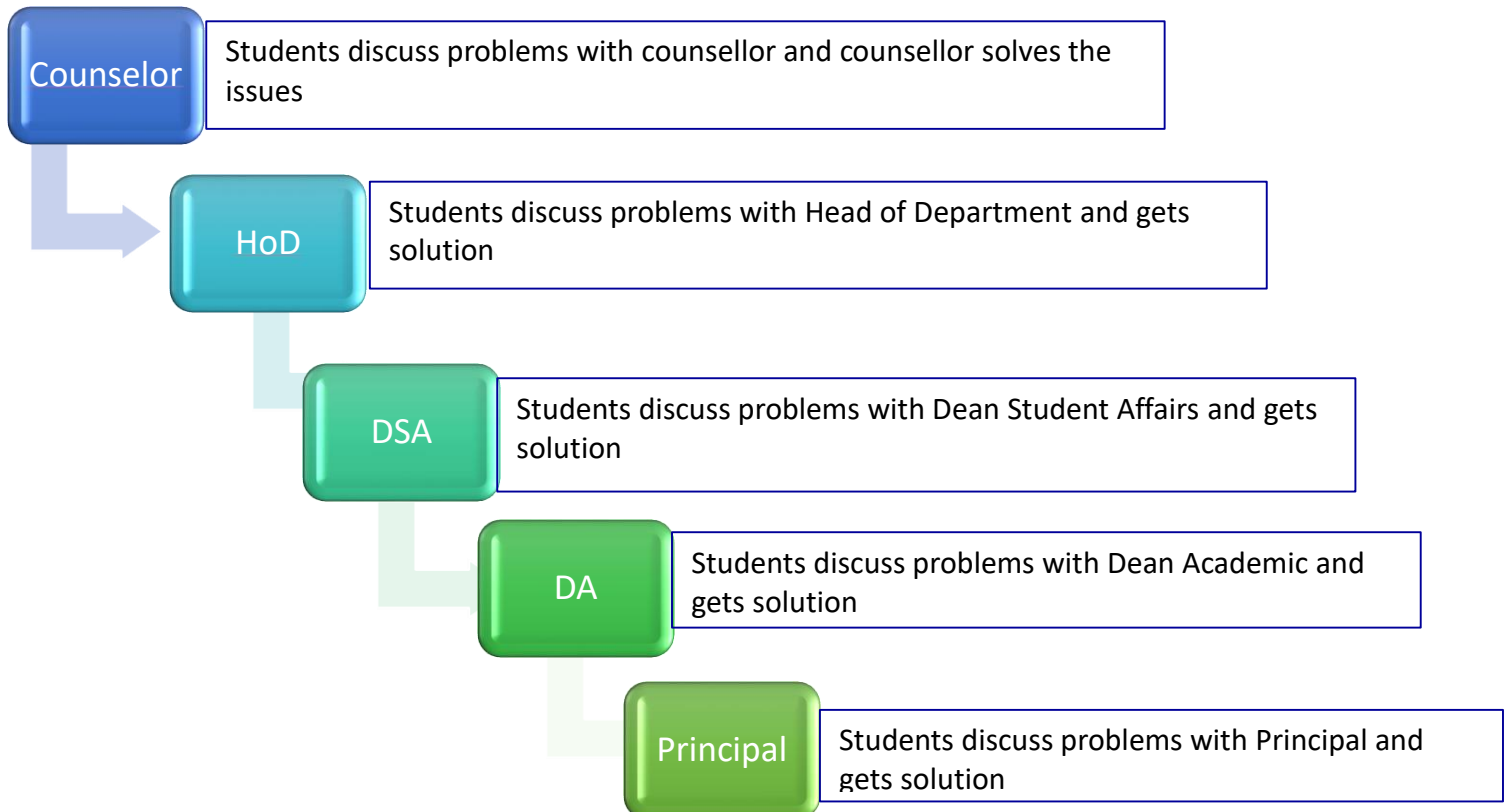 Counselor
Students discuss problems with counsellor and counsellor solves the
issues
HoD
Students discuss problems with Head of Department and gets
solution
DSA
Students discuss problems with Dean Student Affairs and gets
solution
DA
Students discuss problems with Dean Academic and
gets solution
Principal
Students discuss problems with Principal and
gets solution